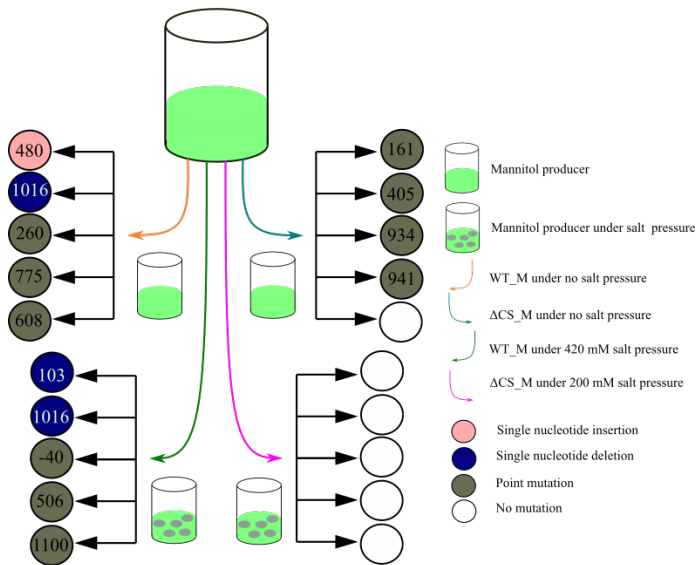 480
1016
260
775
608
161
405
934
941
103
1016
-40
506
1100
Mannitol producer
Mannitol producer under salt pressure
WT_M under no salt pressure
ΔCS_M under no salt pressure
WT_M under 420 mM salt pressure
ΔCS_M under 200 mM salt pressure
Single nucleotide insertion
Single nucleotide deletion
Point mutation
No mutation